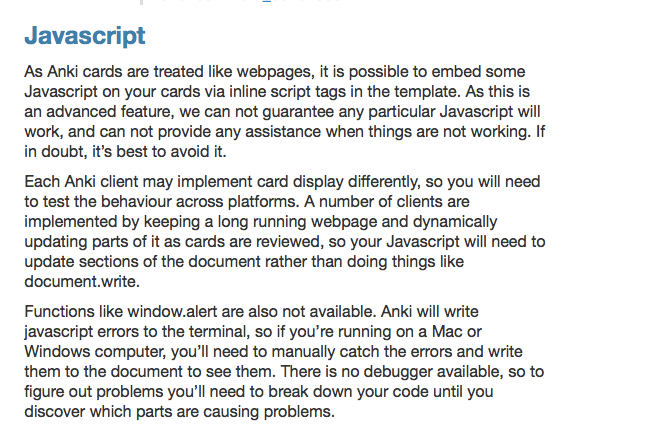 Javascript
As Anki cards are treated like webpages, it is possible to embed some
Javascript on your cards via inline script tags in the template. As this is
an advanced feature, we can not guarantee any particular Javascript will
work, and can not provide any assistance when things are not working. If
in doubt, it’s best to avoid it.
Each Anki client may implement card display differently, so you will need
to test the behaviour across platforms. A number of clients are
implemented by keeping a long running webpage and dynamically
updating parts of it as cards are reviewed, so your Javascript will need to
update sections of the document rather than doing things like
document.write.
Functions like window.alert are also not available. Anki will write
javascript errors to the terminal, so if you’re running on a Mac or
Windows computer, you’ll need to manually catch the errors and write
them to the document to see them. There is no debugger available, so to
figure out problems you’ll need to break down your code until you
discover which parts are causing problems.